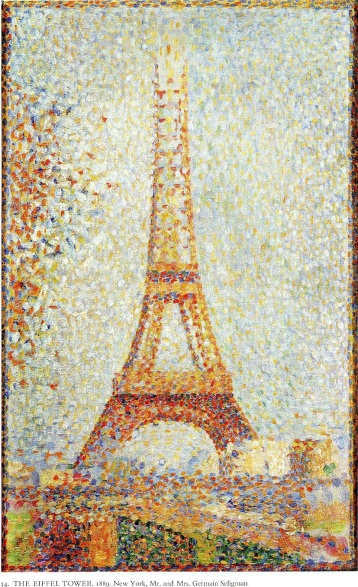 34. THE EIFFEL TOWER. 1889. New York, Mr. and Mrs. Germain Seligman